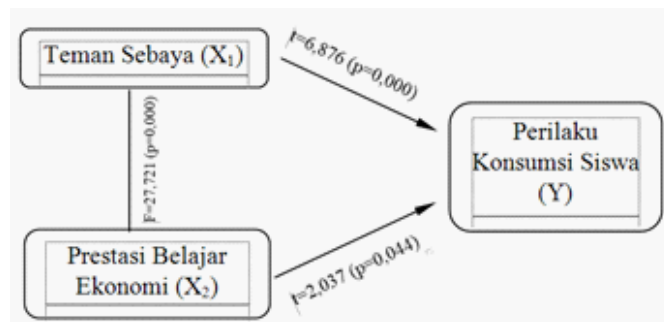 Teman Sebaya (X₁)
t=6,876 (p=0,000)
F=27,721 (p=0,000)
Perilaku
Konsumsi Siswa
(Y)
Prestasi Belajar
Ekonomi (X₂)
t=2,037 (p=0,044)